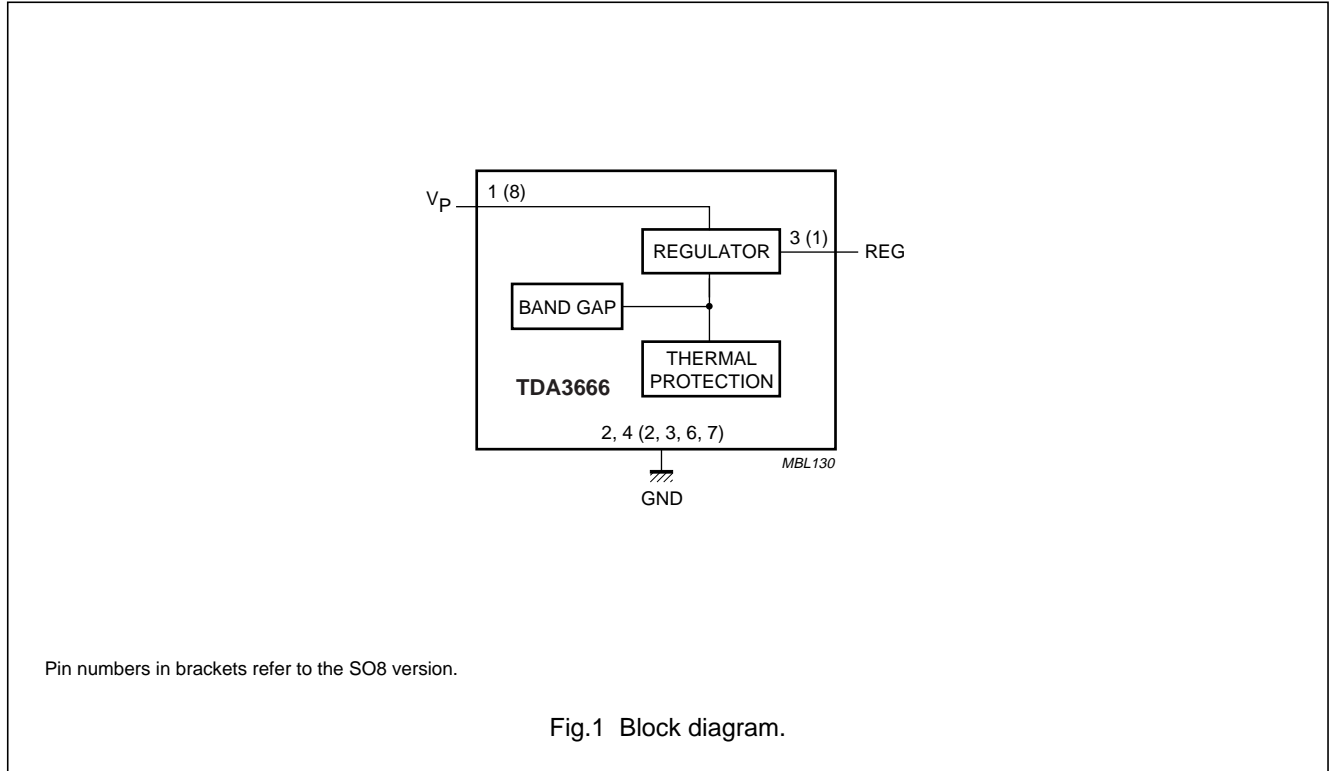 V_P
1 (8)
REGULATOR
3 (1)
REG
BAND GAP
THERMAL
PROTECTION
TDA3666
2, 4 (2, 3, 6, 7)
MBL130
GND
Pin numbers in brackets refer to the SO8 version.
Fig.1 Block diagram.